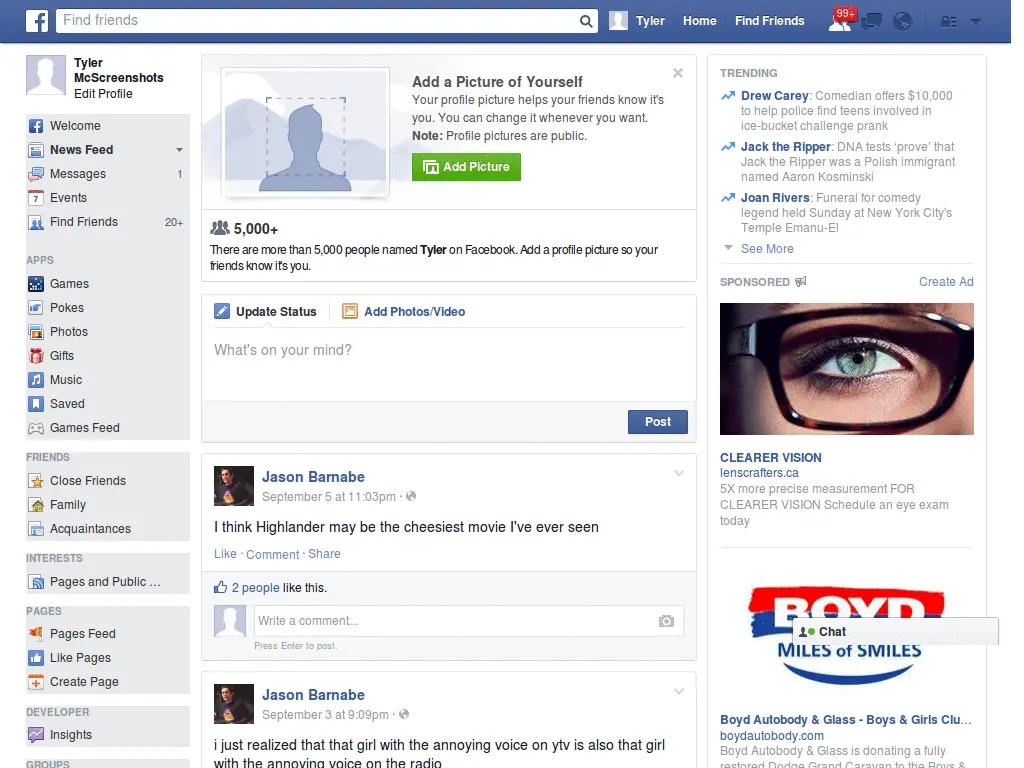 Find friends
Tyler
Home
Find Friends
99+
Tyler
McScreenshots
Edit Profile
Welcome
News Feed
Messages 1
Events
Find Friends 20+
APPS
Games
Pokes
Photos
Gifts
Music
Saved
Games Feed
FRIENDS
Close Friends
Family
Acquaintances
INTERESTS
Pages and Public ...
PAGES
Pages Feed
Like Pages
Create Page
DEVELOPER
Insights
GROUPS
Add a Picture of Yourself
Your profile picture helps your friends know it's
you. You can change it whenever you want.
Note: Profile pictures are public.
Add Picture
5,000+
There are more than 5,000 people named Tyler on Facebook. Add a profile picture so your
friends know it's you.
Update Status
Add Photos/Video
What's on your mind?
Post
Jason Barnabe
September 5 at 11:03pm ·
I think Highlander may be the cheesiest movie I've ever seen
Like · Comment · Share
2 people like this.
Write a comment...
Press Enter to post.
Jason Barnabe
September 3 at 9:09pm ·
i just realized that that girl with the annoying voice on ytv is also that girl
with the annoying voice on the radio
TRENDING
Drew Carey: Comedian offers $10,000
to help police find teens involved in
ice-bucket challenge prank
Jack the Ripper: DNA tests ‘prove’ that
Jack the Ripper was a Polish immigrant
named Aaron Kosminski
Joan Rivers: Funeral for comedy
legend held Sunday at New York City's
Temple Emanu-El
See More
SPONSORED
Create Ad
CLEARER VISION
lenscrafters.ca
5X more precise measurement FOR
CLEARER VISION Schedule an eye exam
today
BOYD
Chat
MILES of SMILES
Boyd Autobody & Glass - Boys & Girls Clu...
boydautobody.com
Boyd Autobody & Glass is donating a fully
restored Dodge Grand Caravan to the Boys &